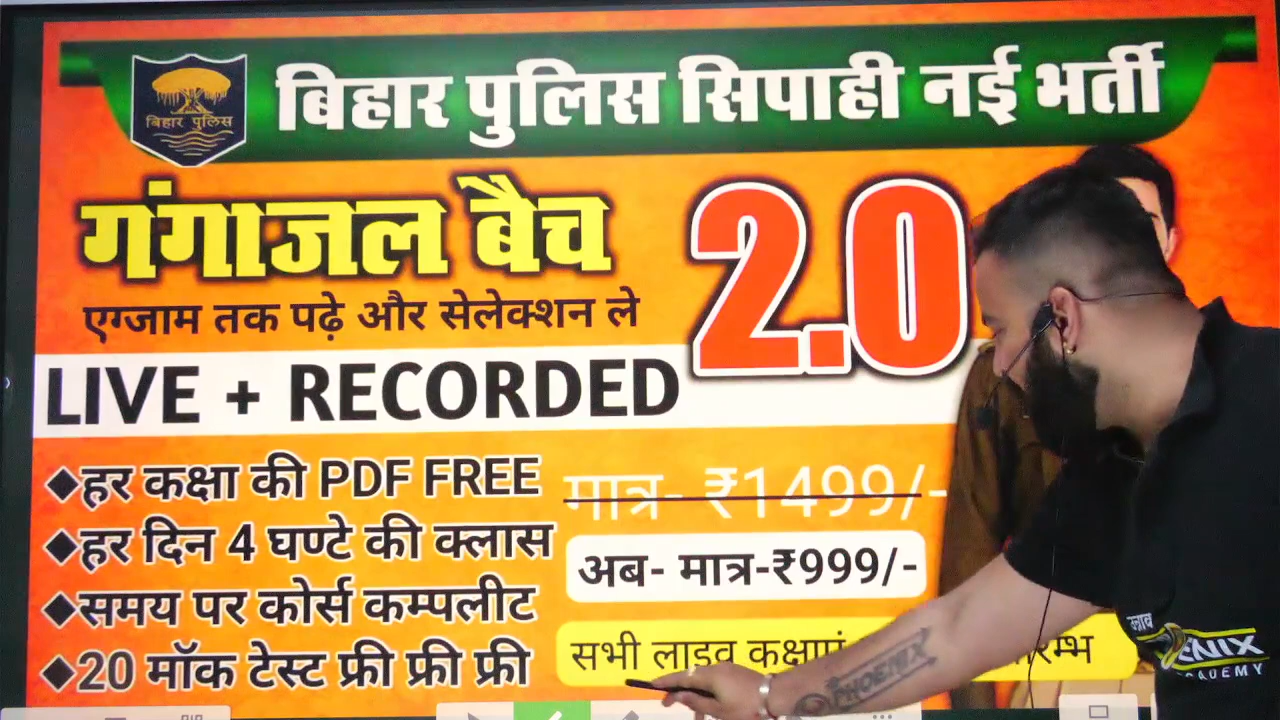 बिहार पुलिस
बिहार पुलिस सिपाही नई भर्ती
गंगाजल बैच
2.0
एग्जाम तक पढ़े और सेलेक्शन ले
LIVE + RECORDED
◆हर कक्षा की PDF FREE
◆हर दिन 4 घण्टे की क्लास
◆समय पर कोर्स कम्पलीट
◆20 मॉक टेस्ट फ्री फ्री फ्री
मात्र- ₹1499/-
अब- मात्र-₹999/-
सभी लाइव कक्षाएं
PHOENIX